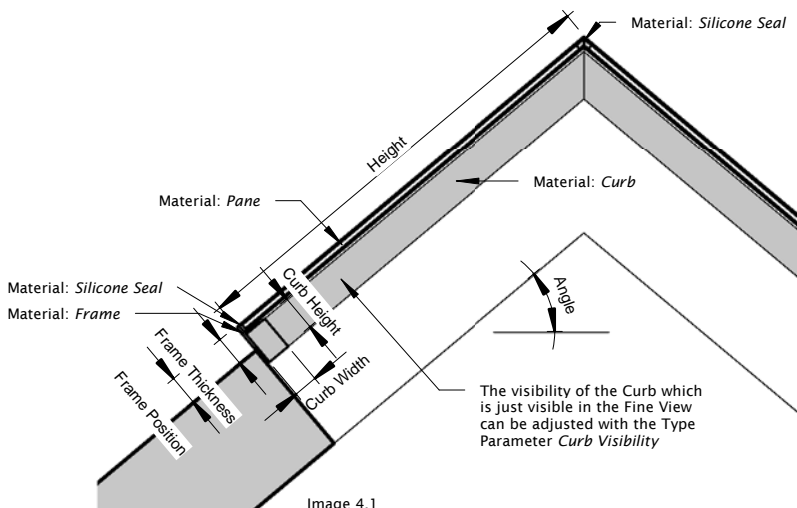 Material: Silicone Seal
Height
Material: Curb
Material: Pane
Material: Silicone Seal
Material: Frame
Curb Height
Angle
Frame Thickness
Frame Position
Curb Width
The visibility of the Curb which
is just visible in the Fine View
can be adjusted with the Type
Parameter Curb Visibility
Image 4.1